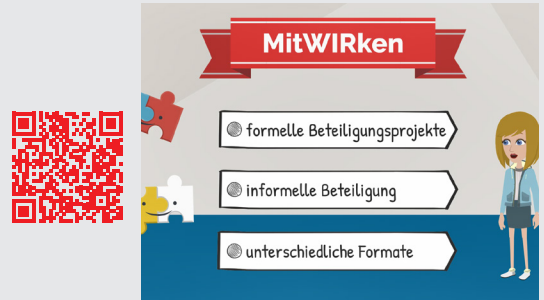 MitWIRken
formelle Beteiligungsprojekte
informelle Beteiligung
unterschiedliche Formate